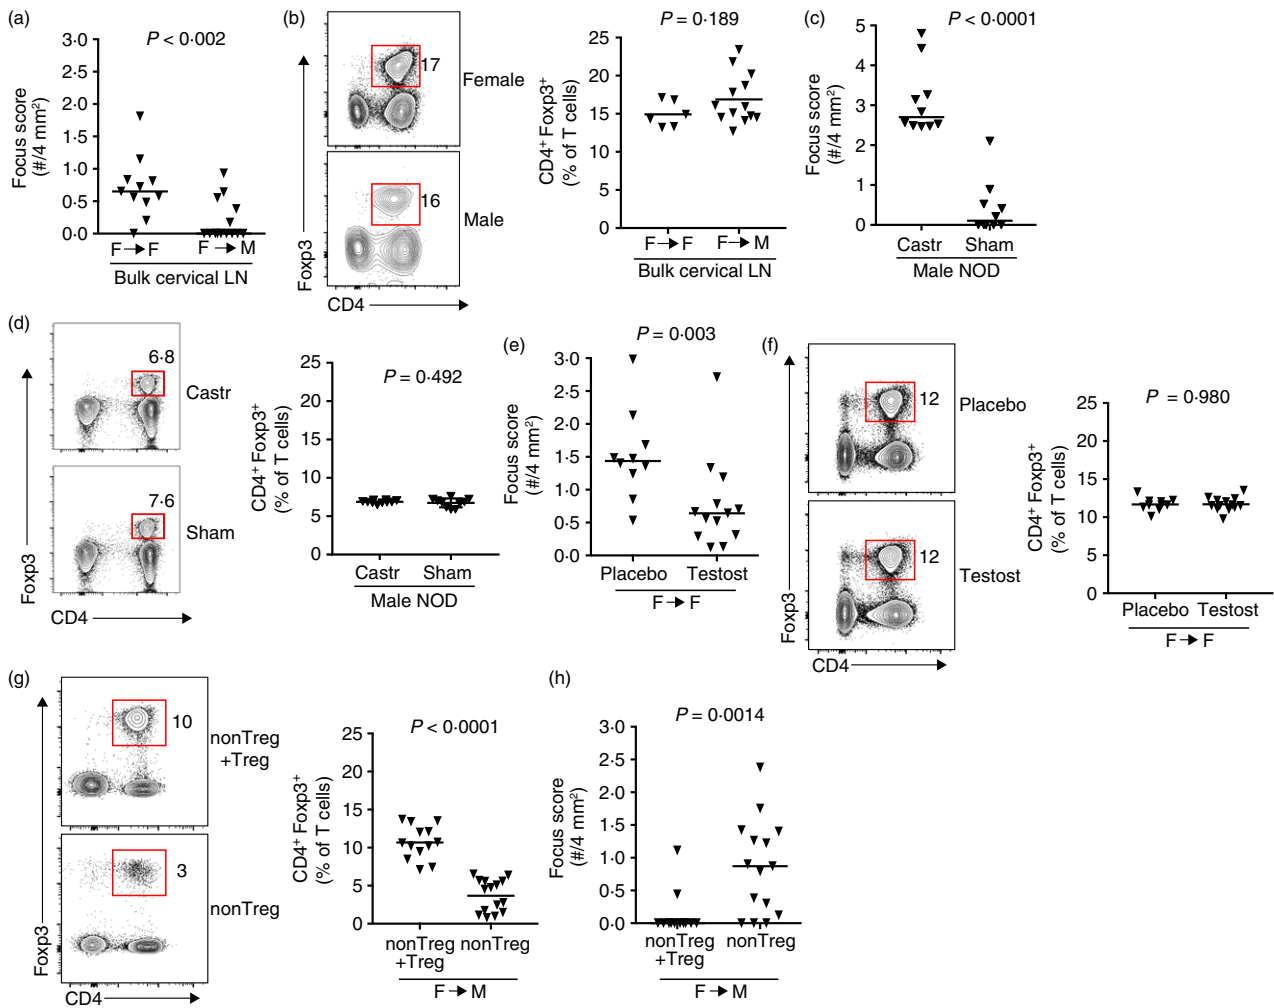 (a)
P < 0·002
3·0
2·5
2·0
1·5
1·0
0·5
0·0
Focus score
(#/4 mm²)
F→F
F→M
Bulk cervical LN
(b)
17
Female
16
Male
Foxp3
CD4
P = 0·189
25
20
15
10
5
0
CD4⁺ Foxp3⁺
(% of T cells)
F→F
F→M
Bulk cervical LN
(c)
P < 0·0001
5
4
3
2
1
0
Focus score
(#/4 mm²)
Castr
Sham
Male NOD
(d)
6·8
Castr
7·6
Sham
Foxp3
CD4
P = 0·492
25
20
15
10
5
0
CD4⁺ Foxp3⁺
(% of T cells)
Castr
Sham
Male NOD
(e)
P = 0·003
3·0
2·5
2·0
1·5
1·0
0·5
0·0
Focus score
(#/4 mm²)
Placebo
Testost
F→F
(f)
12
Placebo
12
Testost
Foxp3
CD4
P = 0·980
25
20
15
10
5
0
CD4⁺ Foxp3⁺
(% of T cells)
Placebo
Testost
F→F
(g)
10
nonTreg
+Treg
3
nonTreg
Foxp3
CD4
P < 0·0001
25
20
15
10
5
0
CD4⁺ Foxp3⁺
(% of T cells)
nonTreg
+Treg
nonTreg
F→M
(h)
P = 0·0014
3·0
2·5
2·0
1·5
1·0
0·5
0·0
Focus score
(#/4 mm²)
nonTreg
+Treg
nonTreg
F→M